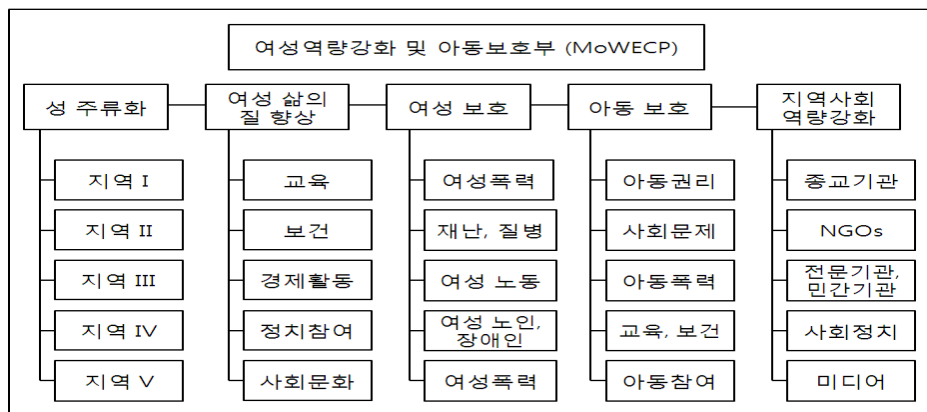 여성역량강화 및 아동보호부 (MoWECP)
성 주류화
여성 삶의
질 향상
여성 보호
아동 보호
지역사회
역량강화
지역 I
교육
여성폭력
아동권리
종교기관
지역 II
보건
재난, 질병
사회문제
NGOs
지역 III
경제활동
여성 노동
아동폭력
전문기관,
민간기관
지역 IV
정치참여
여성 노인,
장애인
교육, 보건
사회정치
지역 V
사회문화
여성폭력
아동참여
미디어